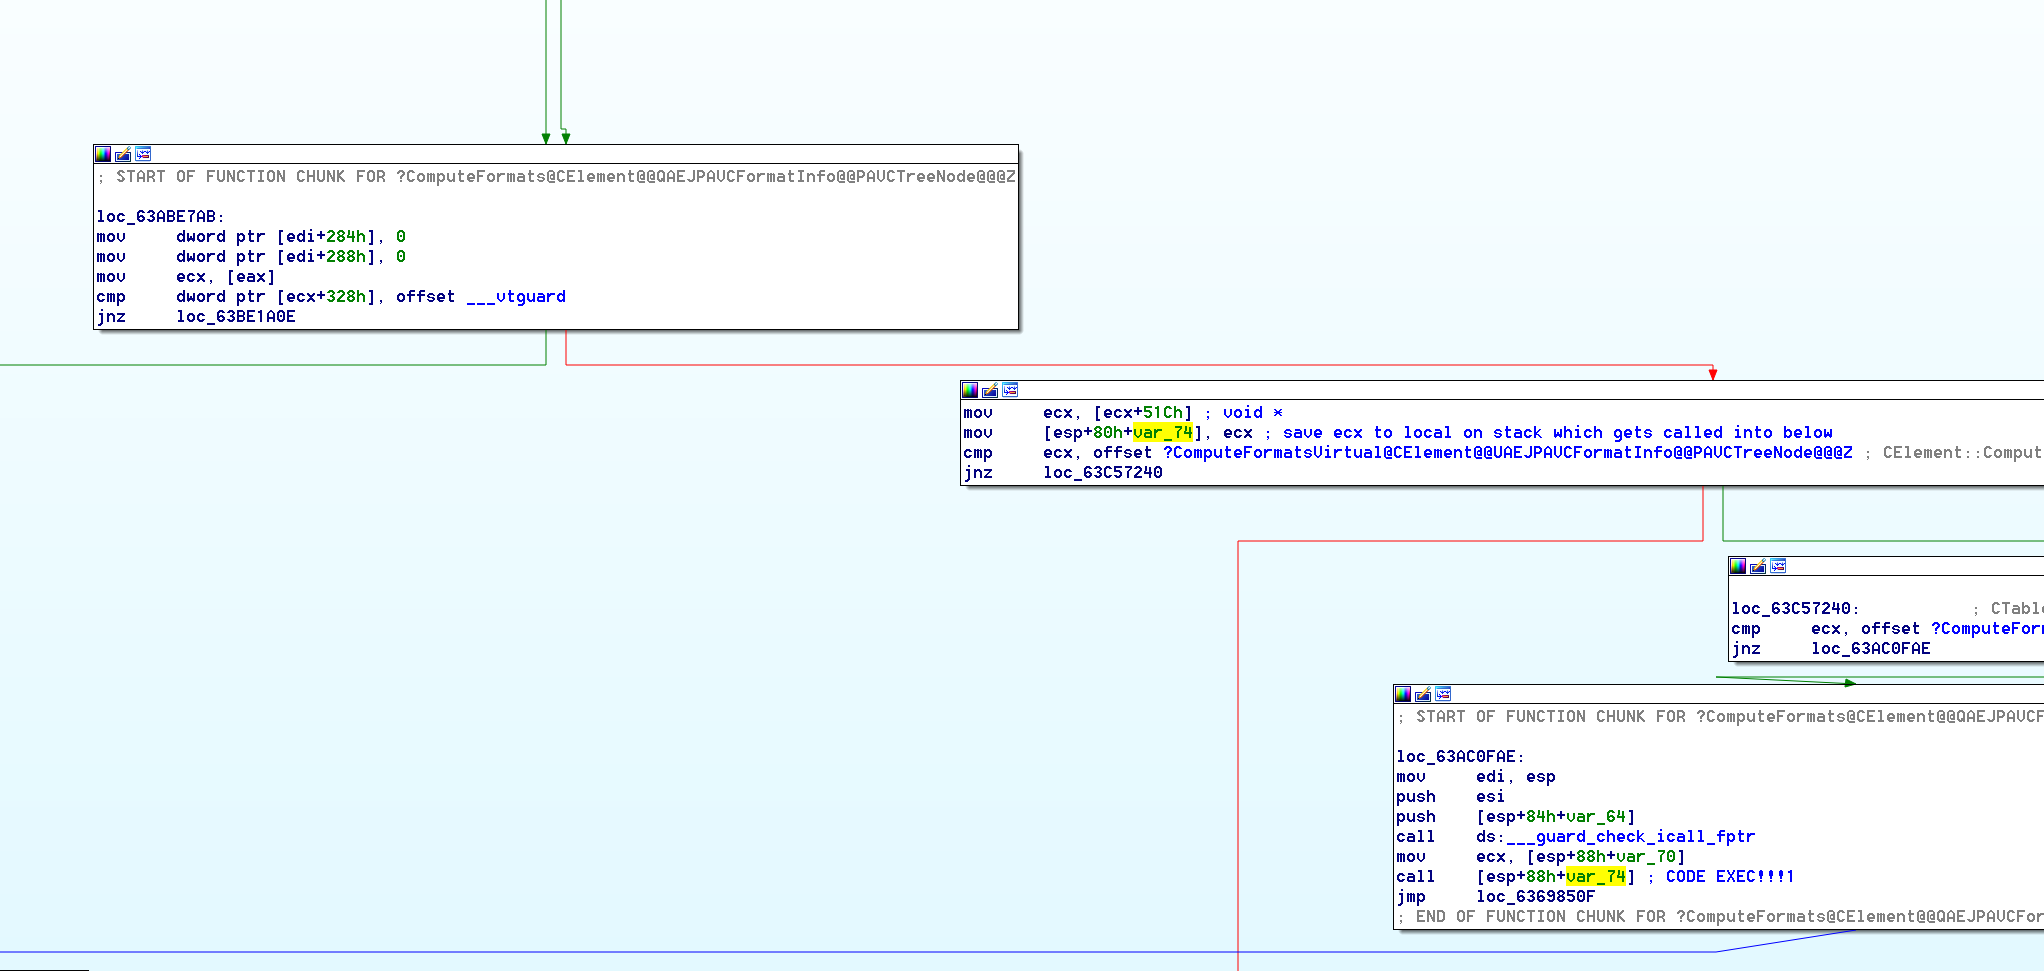 ; START OF FUNCTION CHUNK FOR ?ComputeFormats@CElement@@QAEJPAVCFormatInfo@@PAVCTreeNode@@@Z
loc_63ABE7AB:
mov dword ptr [edi+284h], 0
mov dword ptr [edi+288h], 0
mov ecx, [eax]
cmp dword ptr [ecx+328h], offset ___vtguard
jnz loc_63BE1A0E
mov ecx, [ecx+51Ch] ; void *
mov [esp+80h+var_74], ecx ; save ecx to local on stack which gets called into below
cmp ecx, offset ?ComputeFormatsVirtual@CElement@@UAEJPAVCFormatInfo@@PAVCTreeNode@@@Z ; CElement::Comput
jnz loc_63C57240
loc_63C57240: ; CTabl
cmp ecx, offset ?ComputeFor
jnz loc_63AC0FAE
; START OF FUNCTION CHUNK FOR ?ComputeFormats@CElement@@QAEJPAVCF
loc_63AC0FAE:
mov edi, esp
push esi
push [esp+84h+var_64]
call ds:___guard_check_icall_fptr
mov ecx, [esp+88h+var_70]
call [esp+88h+var_74] ; CODE EXEC!!!1
jmp loc_6369850F
; END OF FUNCTION CHUNK FOR ?ComputeFormats@CElement@@QAEJPAVCFor